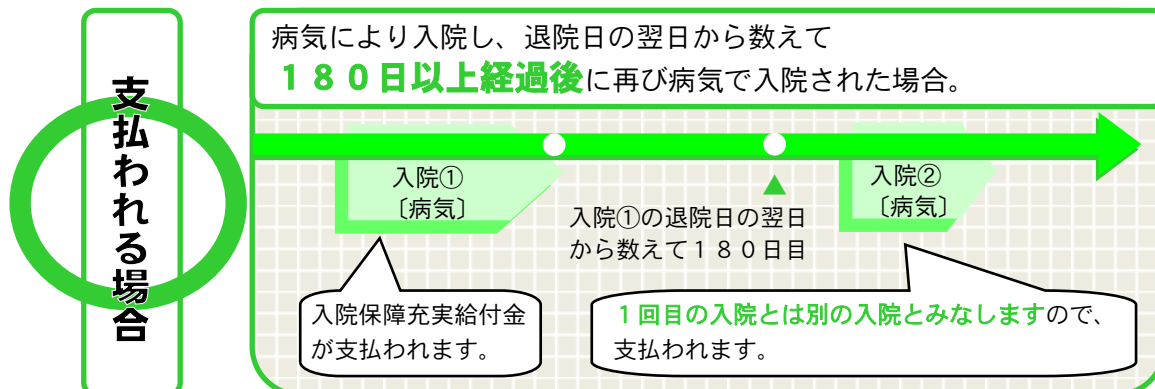 支払われる場合
病気により入院し、退院日の翌日から数えて
１８０日以上経過後に再び病気で入院された場合。
入院①
〔病気〕
入院①の退院日の翌日
から数えて１８０日目
入院②
〔病気〕
入院保障充実給付金
が支払われます。
１回目の入院とは別の入院とみなしますので、
支払われます。